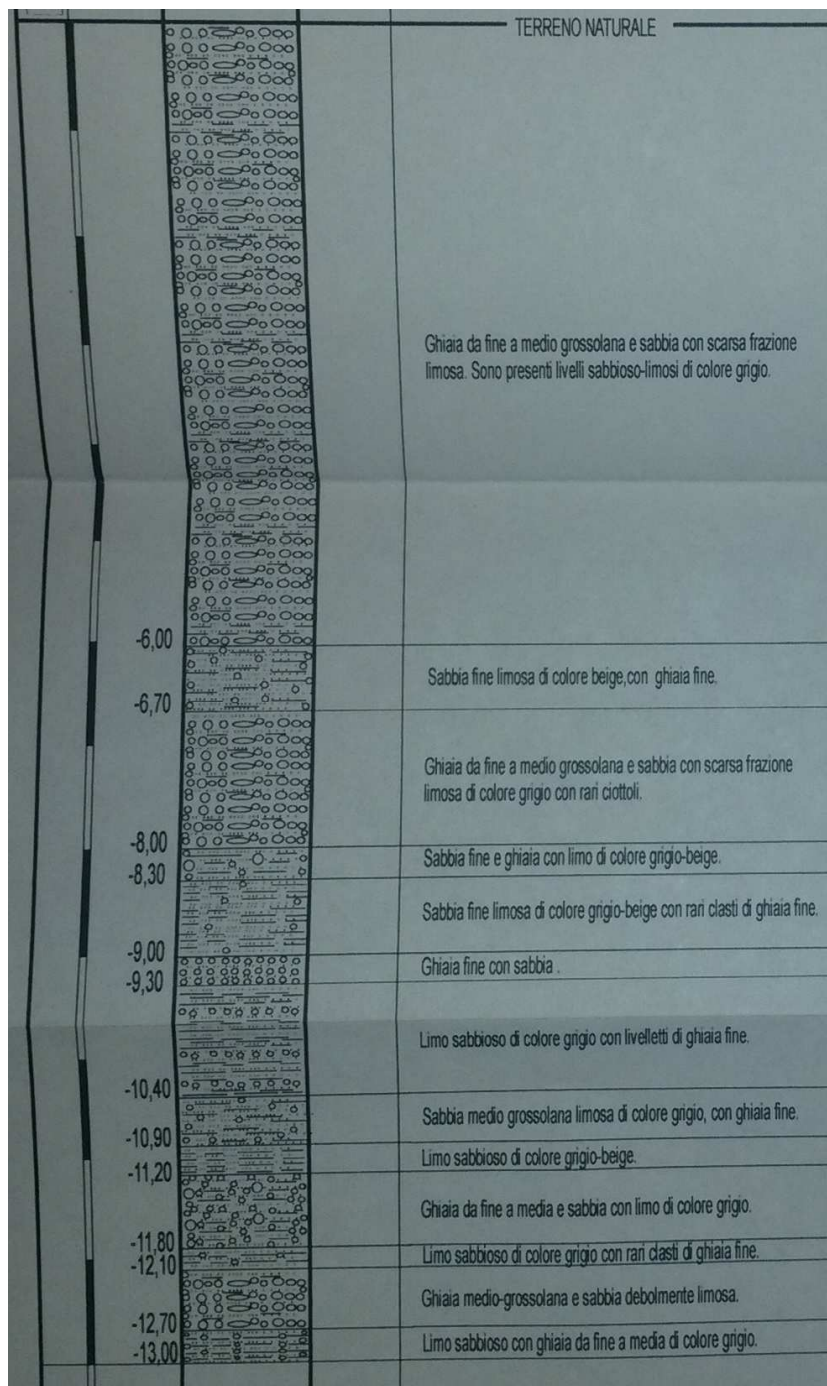 TERRENO NATURALE
Ghiaia da fine a medio grossolana e sabbia con scarsa frazione
limosa. Sono presenti livelli sabbioso-limosi di colore grigio.
-6,00
Sabbia fine limosa di colore beige,con ghiaia fine.
-6,70
Ghiaia da fine a medio grossolana e sabbia con scarsa frazione
limosa di colore grigio con rari ciottoli.
-8,00
Sabbia fine e ghiaia con limo di colore grigio-beige.
-8,30
Sabbia fine limosa di colore grigio-beige con rari clasti di ghiaia fine.
-9,00
Ghiaia fine con sabbia .
-9,30
Limo sabbioso di colore grigio con livelletti di ghiaia fine.
-10,40
Sabbia medio grossolana limosa di colore grigio, con ghiaia fine.
-10,90
Limo sabbioso di colore grigio-beige.
-11,20
Ghiaia da fine a media e sabbia con limo di colore grigio.
-11,80
Limo sabbioso di colore grigio con rari clasti di ghiaia fine.
-12,10
Ghiaia medio-grossolana e sabbia debolmente limosa.
-12,70
Limo sabbioso con ghiaia da fine a media di colore grigio.
-13,00